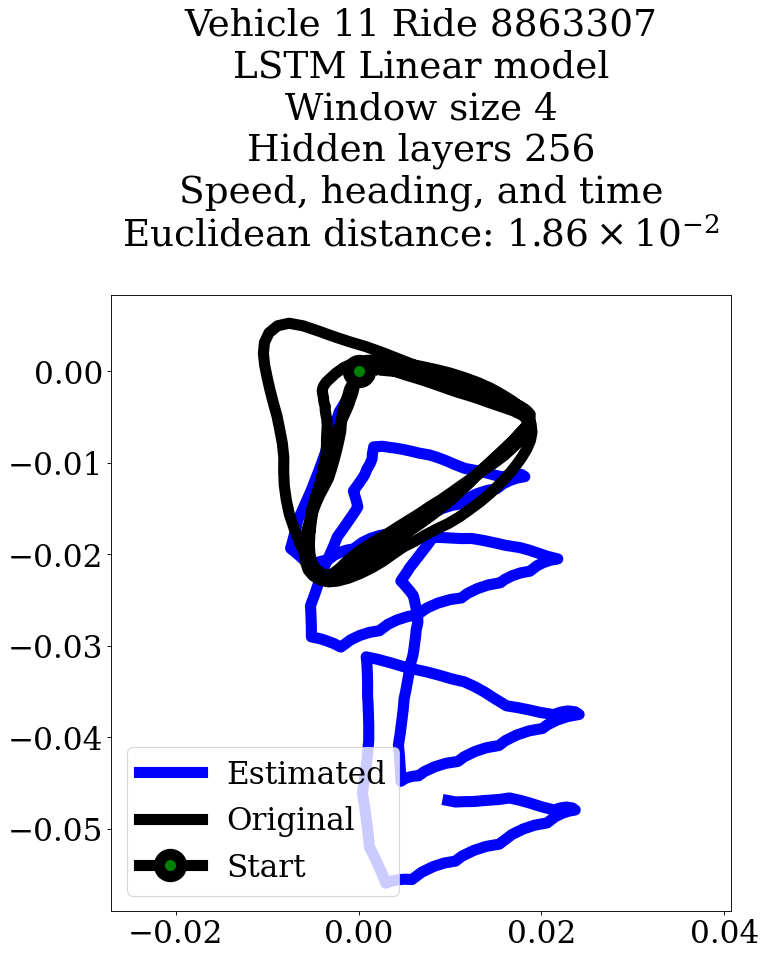 Vehicle 11 Ride 8863307
LSTM Linear model
Window size 4
Hidden layers 256
Speed, heading, and time
Euclidean distance: 1.86 × 10⁻²
0.00
−0.01
−0.02
−0.03
−0.04
−0.05
Estimated
Original
Start
−0.02 0.00 0.02 0.04